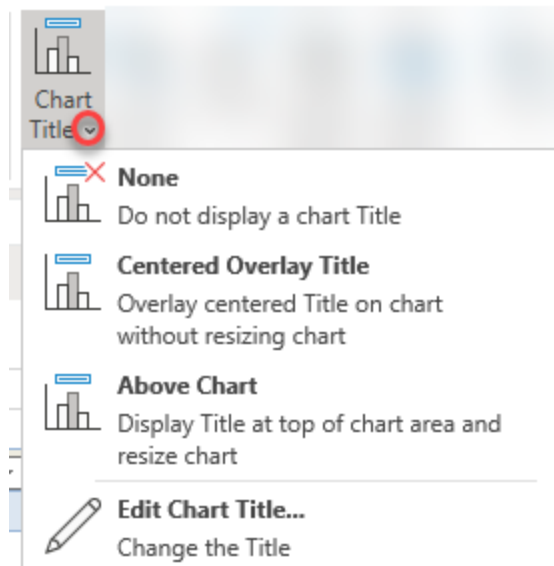 Chart
Title
None
Do not display a chart Title
Centered Overlay Title
Overlay centered Title on chart
without resizing chart
Above Chart
Display Title at top of chart area and
resize chart
Edit Chart Title...
Change the Title